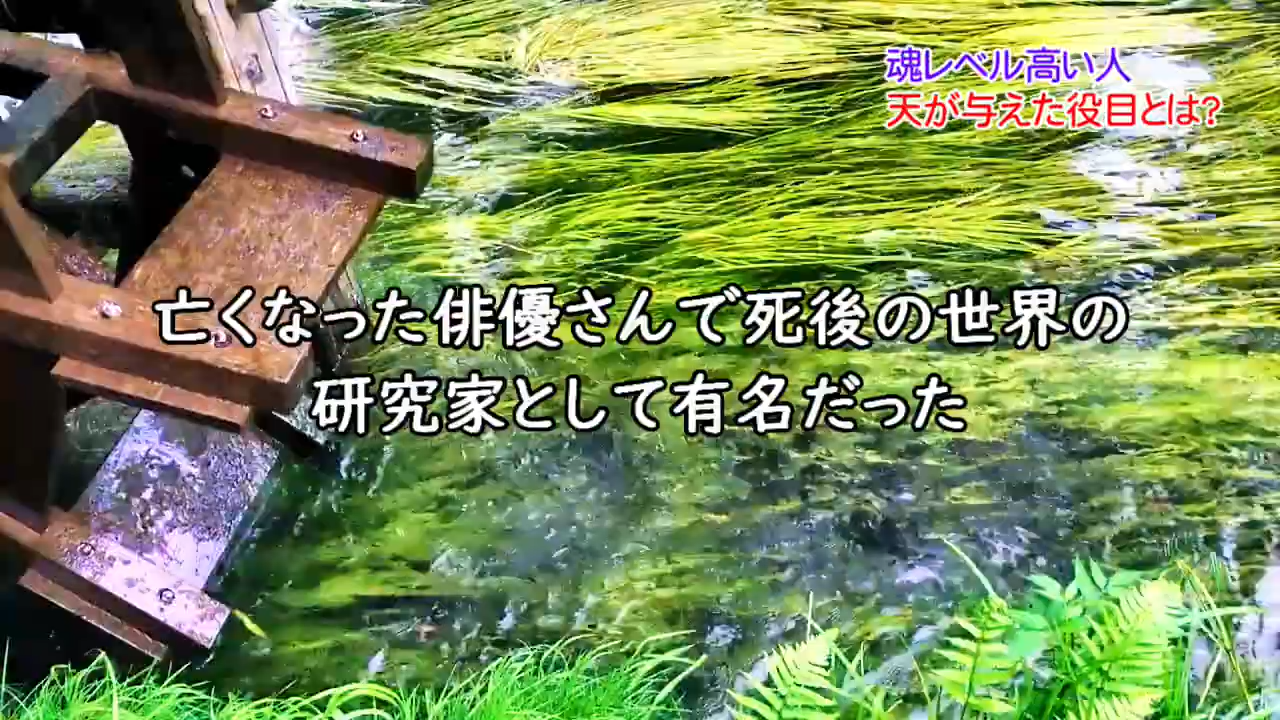 魂レベル高い人
天が与えた役目とは?
亡くなった俳優さんで死後の世界の
研究家として有名だった